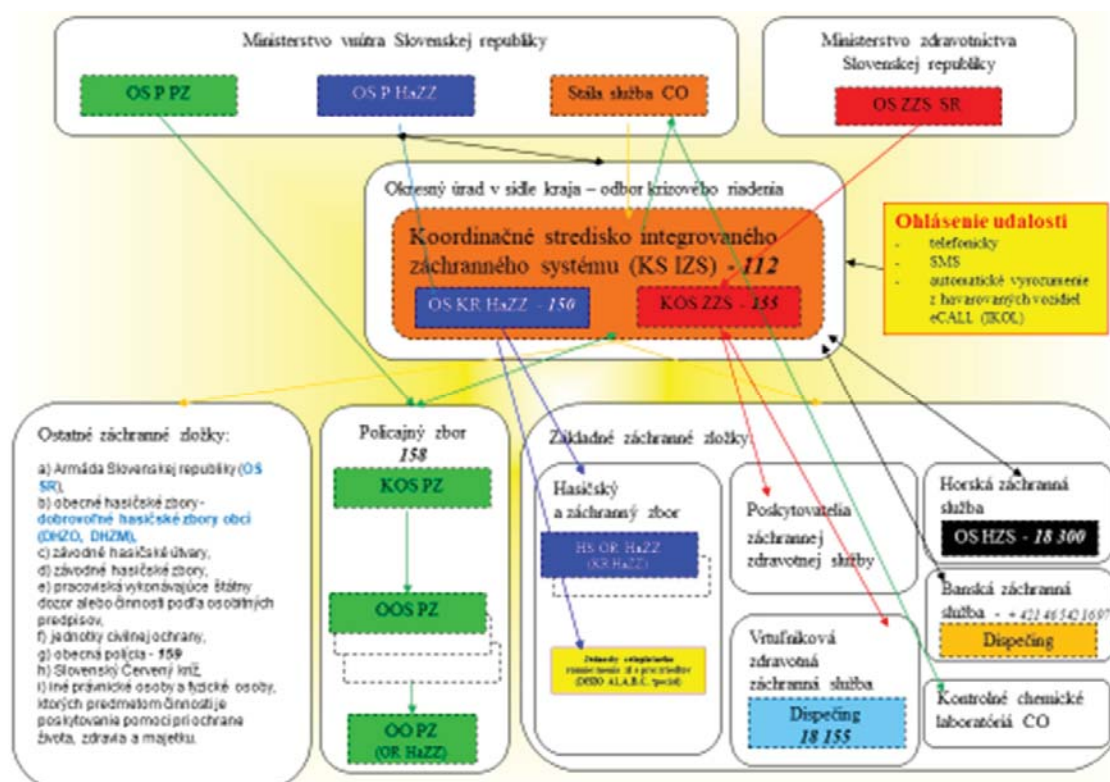 Ministerstvo vnútra Slovenskej republiky
OS P PZ
OS P HaZZ
Stála služba CO
Ministerstvo zdravotníctva
Slovenskej republiky
OS ZZS SR
Okresný úrad v sídle kraja – odbor krízového riadenia
Koordinačné stredisko integrovaného
záchranného systému (KS IZS) - 112
OS KR HaZZ - 150
KOS ZZS - 155
Ohlásenie udalosti
- telefonicky
- SMS
- automatické vyrozumenie
z havarovaných vozidiel
eCALL (IKOL)
Ostatné záchranné zložky:
a) Armáda Slovenskej republiky (OS
SR),
b) obecné hasičské zbory-
dobrovoľné hasičské zbory obcí
(DHZO, DHZM),
c) závodné hasičské útvary,
d) závodné hasičské zbory,
e) pracoviská vykonávajúce štátny
dozor alebo činnosti podľa osobitných
predpisov,
f) jednotky civilnej ochrany,
g) obecná polícia - 159
h) Slovenský Červený kríž,
i) iné právnické osoby a fyzické osoby,
ktorých predmetom činnosti je
poskytovanie pomoci pri ochrane
života, zdravia a majetku.
Policajný zbor
158
KOS PZ
OOS PZ
OO PZ
(OR HaZZ)
Základné záchranné zložky:
Hasičský
a záchranný zbor
HS OR HaZZ
(KR HaZZ)
Poskytovatelia
záchrannej
zdravotnej služby
Vrtuľníková
zdravotná
záchranná služba
Dispečing
18 155
Horská záchranná
služba
OS HZS - 18 300
Banská záchranná
služba - +421 46 542 1697
Dispečing
Kontrolné chemické
laboratóriá CO